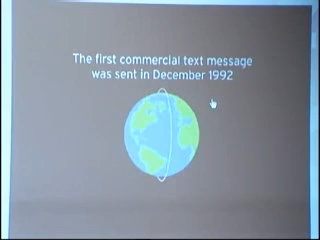 The first commercial text message
was sent in December 1992